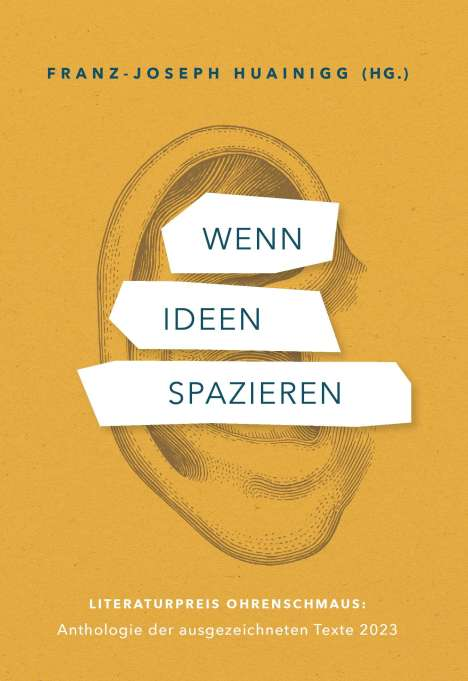 FRANZ-JOSEPH HUAINIGG (HG.)
WENN
IDEEN
SPAZIEREN
LITERATURPREIS OHRENSCHMAUS:
Anthologie der ausgezeichneten Texte 2023